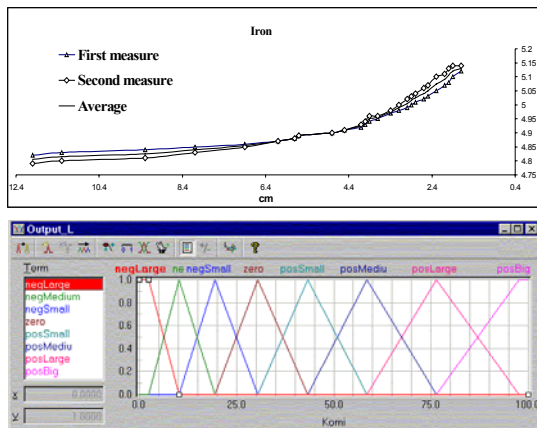 Iron
First measure
Second measure
Average
5.2
5.15
5.1
5.05
5
4.95
4.9
4.85
4.8
4.75
12.4 10.4 8.4 6.4 4.4 2.4 0.4
cm
Output_L
Term
negLarge
negMedium
negSmall
zero
posSmall
posMediu
posLarge
posBig
x 0.0000
y 1.0000
negLarge ne negSmall zero posSmall posMediu posLarge posBig
1.0
0.8
0.6
0.4
0.2
0.0
0.0 25.0 50.0 75.0 100.0
Komi